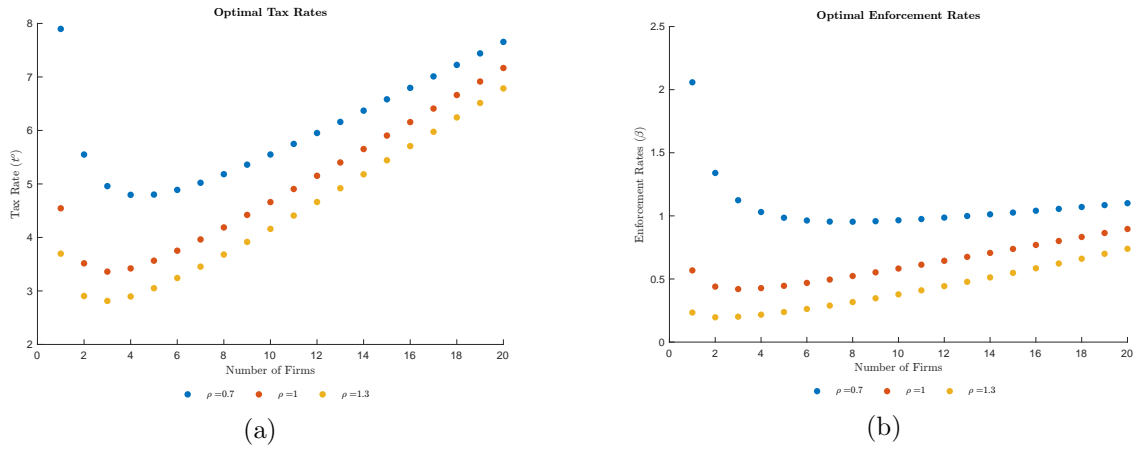 Optimal Tax Rates
8
7
6
5
4
3
2
Tax Rate (t^o)
0 2 4 6 8 10 12 14 16 18 20
Number of Firms
ρ =0.7 ρ =1 ρ =1.3
(a)
Optimal Enforcement Rates
2.5
2
1.5
1
0.5
0
Enforcement Rates (β)
0 2 4 6 8 10 12 14 16 18 20
Number of Firms
ρ =0.7 ρ =1 ρ =1.3
(b)